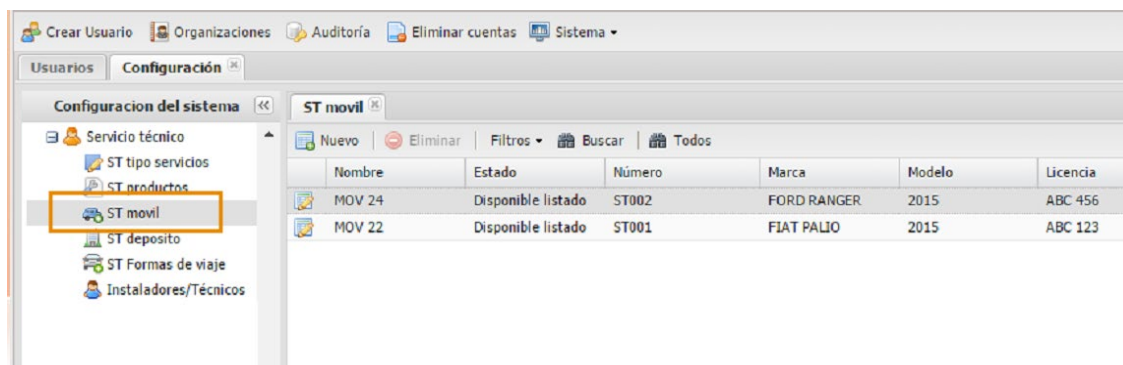 Crear Usuario Organizaciones Auditoría Eliminar cuentas Sistema
Usuarios Configuración
Configuracion del sistema
Servicio técnico
ST tipo servicios
ST productos
ST movil
ST deposito
ST Formas de viaje
Instaladores/Técnicos
ST movil
Nuevo Eliminar Filtros Buscar Todos
Nombre Estado Número Marca Modelo Licencia
MOV 24 Disponible listado ST002 FORD RANGER 2015 ABC 456
MOV 22 Disponible listado ST001 FIAT PALIO 2015 ABC 123